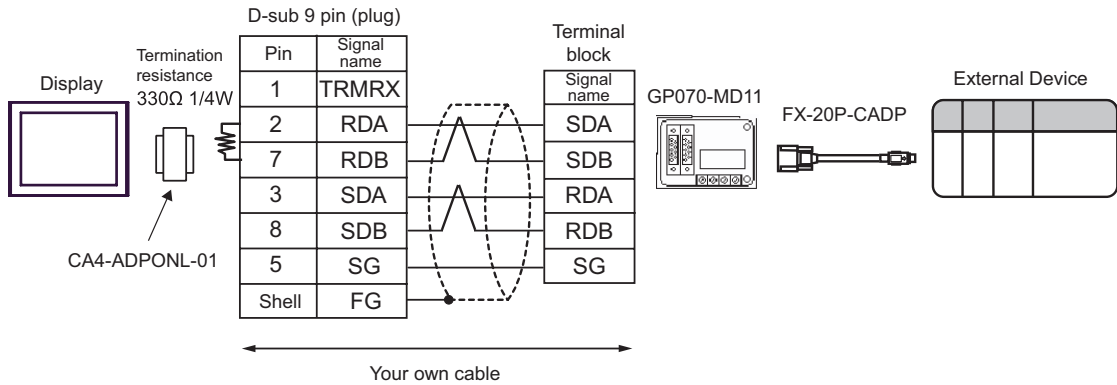 D-sub 9 pin (plug)
Display
Termination
resistance
330Ω 1/4W
CA4-ADPONL-01
Pin Signal name
1 TRMRX
2 RDA
7 RDB
3 SDA
8 SDB
5 SG
Shell FG
Terminal
block
Signal
name
SDA
SDB
RDA
RDB
SG
GP070-MD11
FX-20P-CADP
External Device
Your own cable